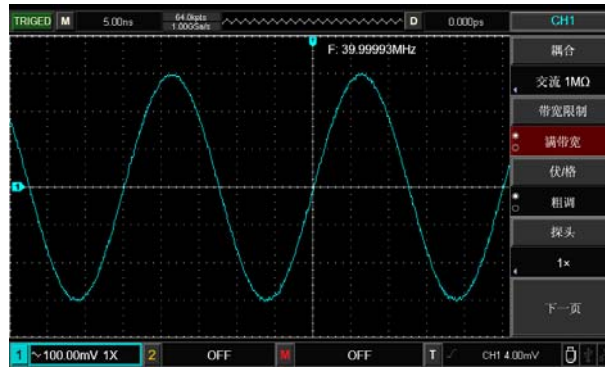 TRIGED M 5.00ns 64.0kpts D 0.000ps CH1
1.00GSa/s
F: 39.99993MHz
耦合
交流 1MΩ
带宽限制
满带宽
伏/格
粗调
探头
1×
下一页
1
1 ~100.00mV 1X 2 OFF M OFF T CH1 4.00mV